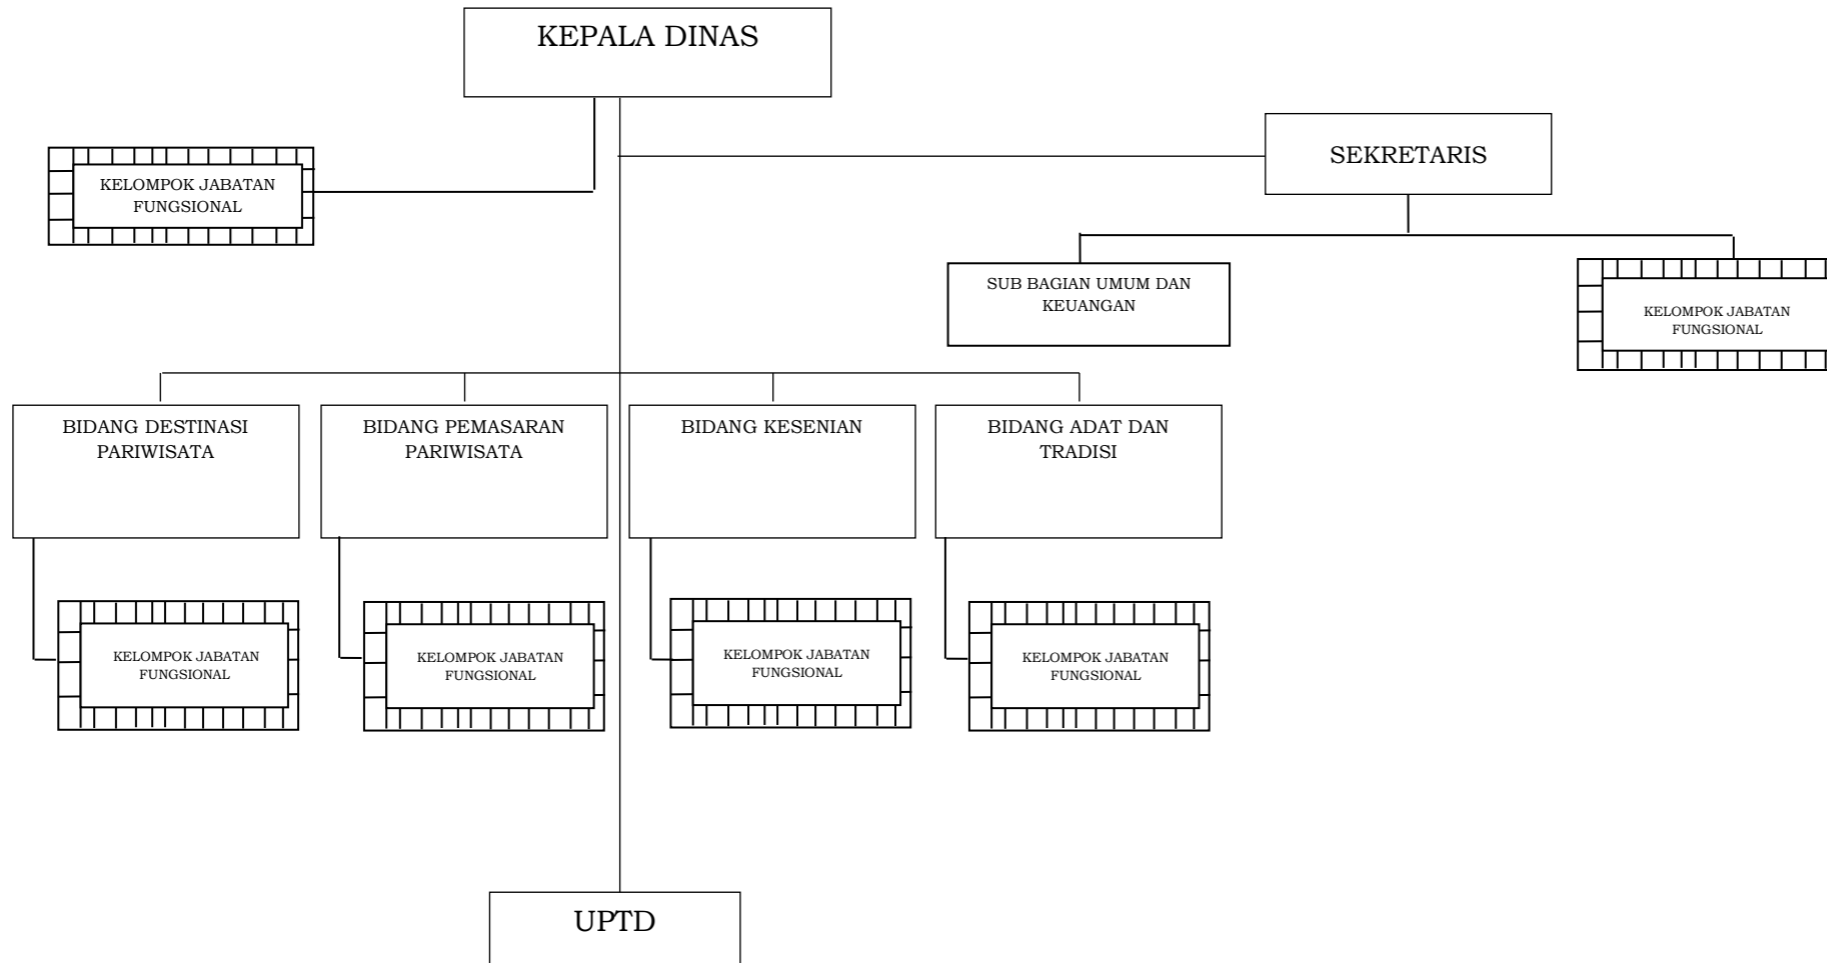 KEPALA DINAS
SEKRETARIS
KELOMPOK JABATAN
FUNGSIONAL
SUB BAGIAN UMUM DAN
KEUANGAN
KELOMPOK JABATAN
FUNGSIONAL
BIDANG DESTINASI
PARIWISATA
BIDANG PEMASARAN
PARIWISATA
BIDANG KESENIAN
BIDANG ADAT DAN
TRADISI
KELOMPOK JABATAN
FUNGSIONAL
KELOMPOK JABATAN
FUNGSIONAL
KELOMPOK JABATAN
FUNGSIONAL
KELOMPOK JABATAN
FUNGSIONAL
UPTD